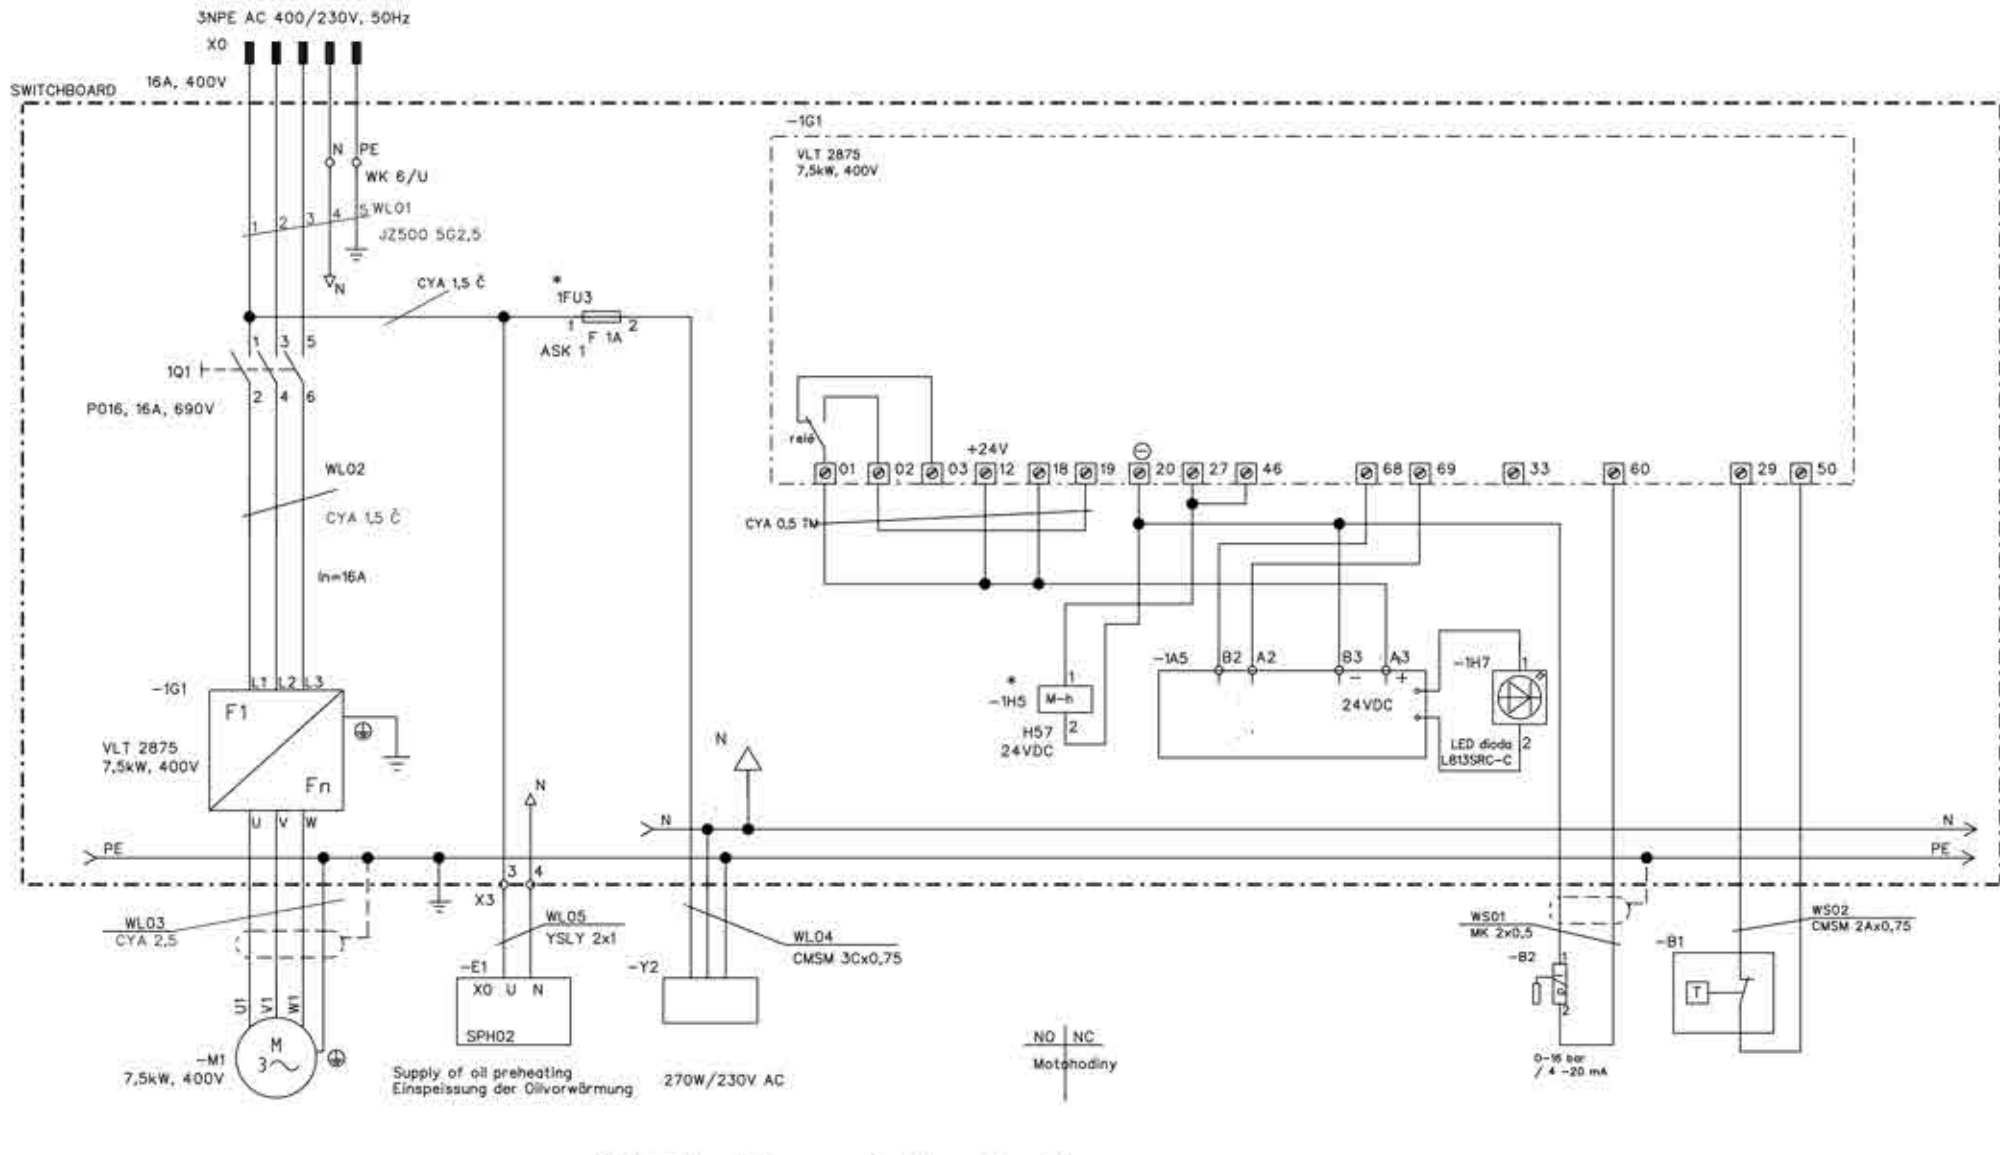 3NPE AC 400/230V, 50Hz
X0
16A, 400V
SWITCHBOARD
-1G1
VLT 2875
7,5kW, 400V
N PE
WK 6/U
1 2 3 4 5 WL01
JZ500 5G2,5
N
CYA 1,5 Č
*
1FU3
1 2
F 1A
ASK 1
1 3 5
1Q1
2 4 6
PO16, 16A, 690V
relé
+24V
01 02 03 12 18 19 20 27 46 68 69 33 60 29 50
WL02
CYA 1,5 Č
CYA 0,5 TM
In=16A
-1G1
L1 L2 L3
F1
Fn
VLT 2875
7,5kW, 400V
U V W
*
-1H5
1
M-h
2
H57
24VDC
-1A5 B2 A2 B3 A3
- +
24VDC
-1H7
1
2
LED dioda
L813SRC-C
N
N
N N
PE PE
3 4
X3
WL03
CYA 2,5
WL05
YSLY 2x1
WL04
CMSM 3Cx0,75
WS01
MK 2x0,5
WS02
CMSM 2Ax0,75
-E1
X0 U N
SPH02
-Y2
-B2
1
P
2
-B1
T
U1 V1 W1
M
3~
-M1
7,5kW, 400V
Supply of oil preheating
Einspeissung der Öilvorwärmung
270W/230V AC
NO NC
Motohodiny
0-16 bar
/ 4 -20 mA